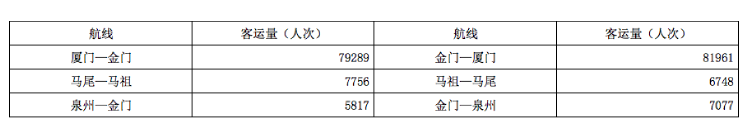 航线 客运量（人次） 航线 客运量（人次）
厦门—金门 79289 金门—厦门 81961
马尾—马祖 7756 马祖—马尾 6748
泉州—金门 5817 金门—泉州 7077